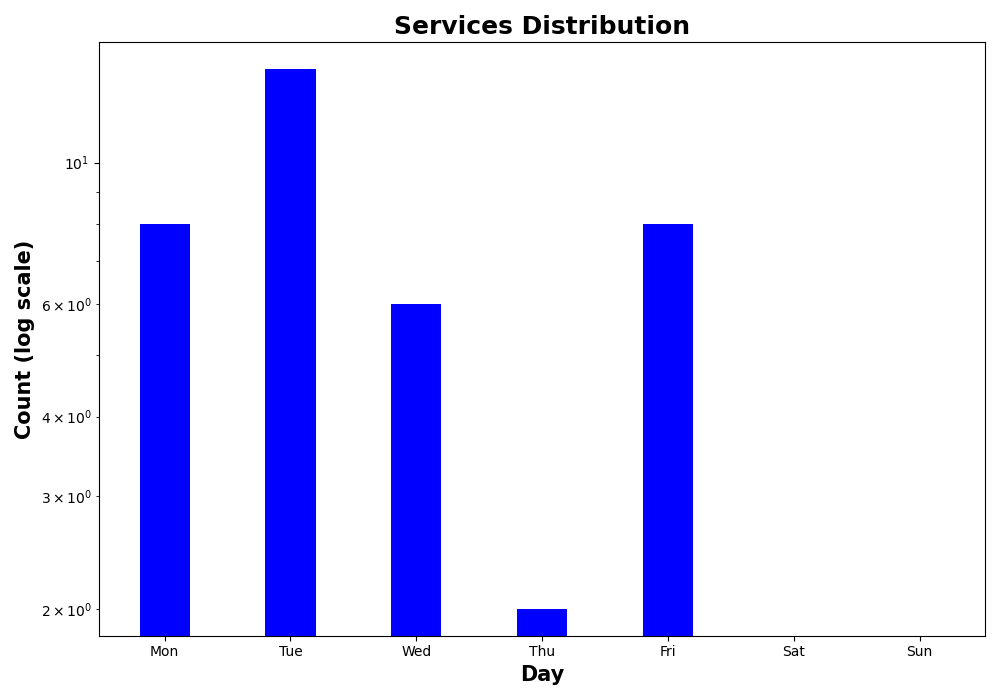 Services Distribution
Count (log scale)
10¹
6 × 10⁰
4 × 10⁰
3 × 10⁰
2 × 10⁰
Mon Tue Wed Thu Fri Sat Sun
Day